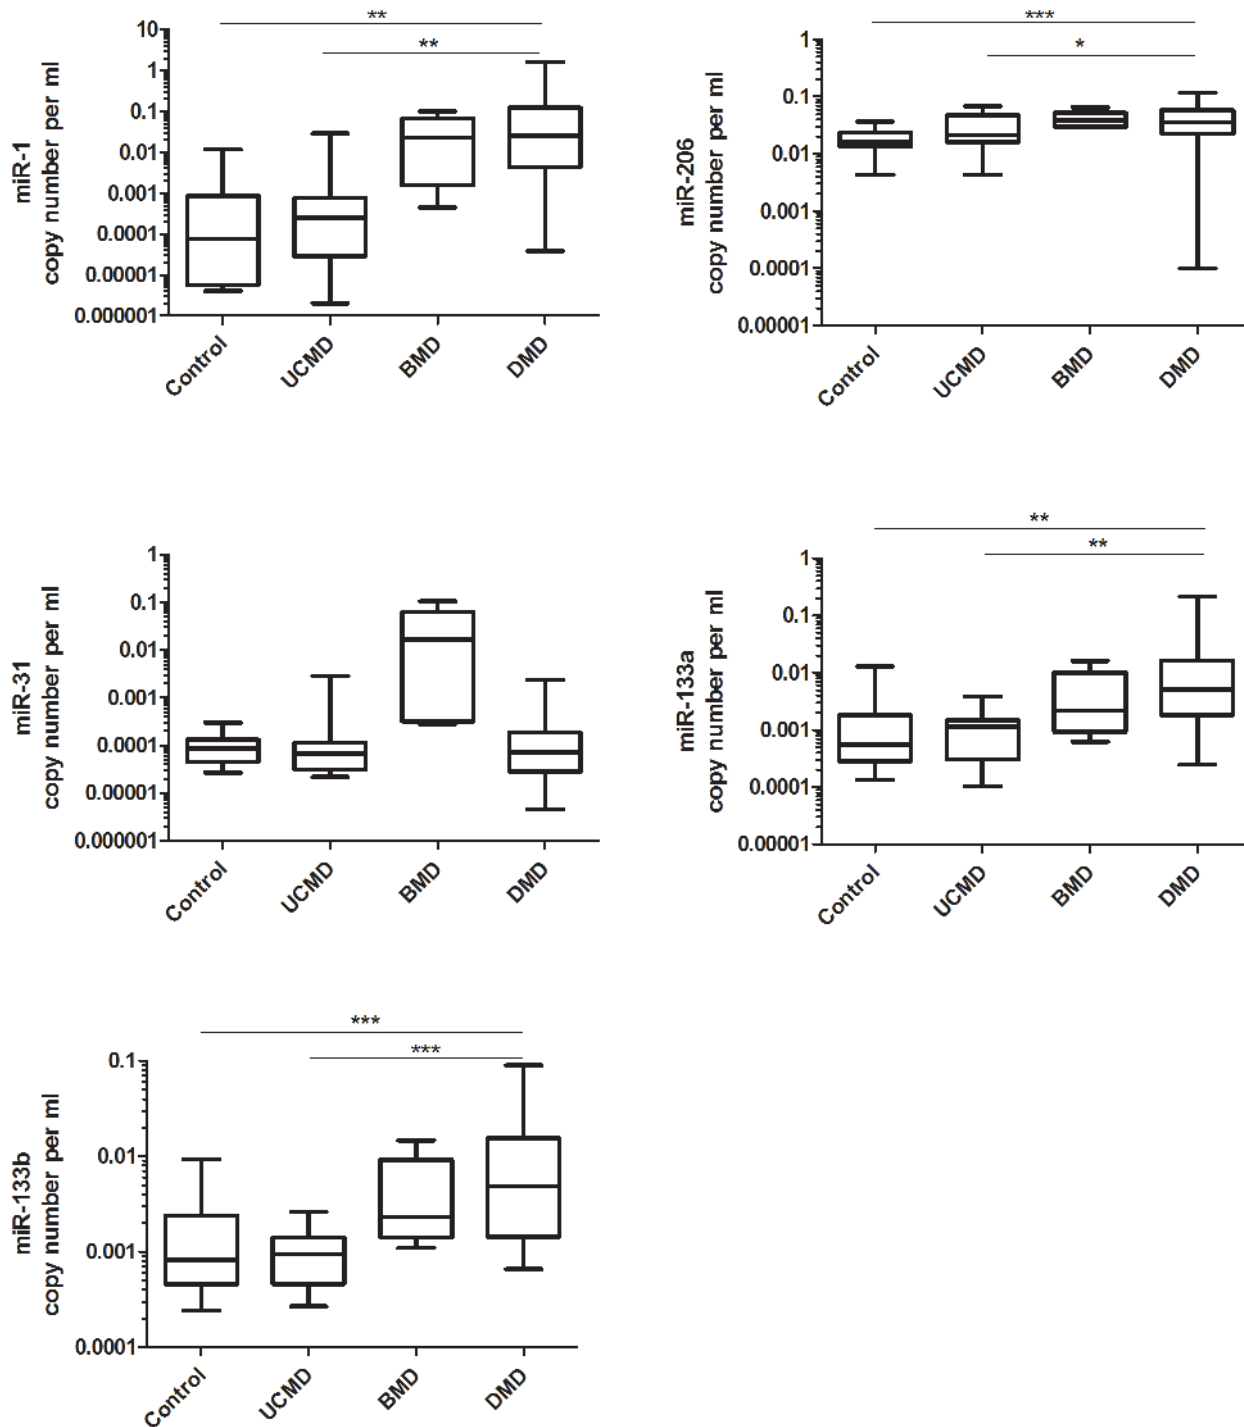 **
**
miR-1
copy number per ml
10
1
0.1
0.01
0.001
0.0001
0.00001
0.000001
Control
UCMD
BMD
DMD
***
*
miR-206
copy number per ml
1
0.1
0.01
0.001
0.0001
0.00001
Control
UCMD
BMD
DMD
miR-31
copy number per ml
1
0.1
0.01
0.001
0.0001
0.00001
0.000001
Control
UCMD
BMD
DMD
**
**
miR-133a
copy number per ml
1
0.1
0.01
0.001
0.0001
0.00001
Control
UCMD
BMD
DMD
***
***
miR-133b
copy number per ml
0.1
0.01
0.001
0.0001
Control
UCMD
BMD
DMD